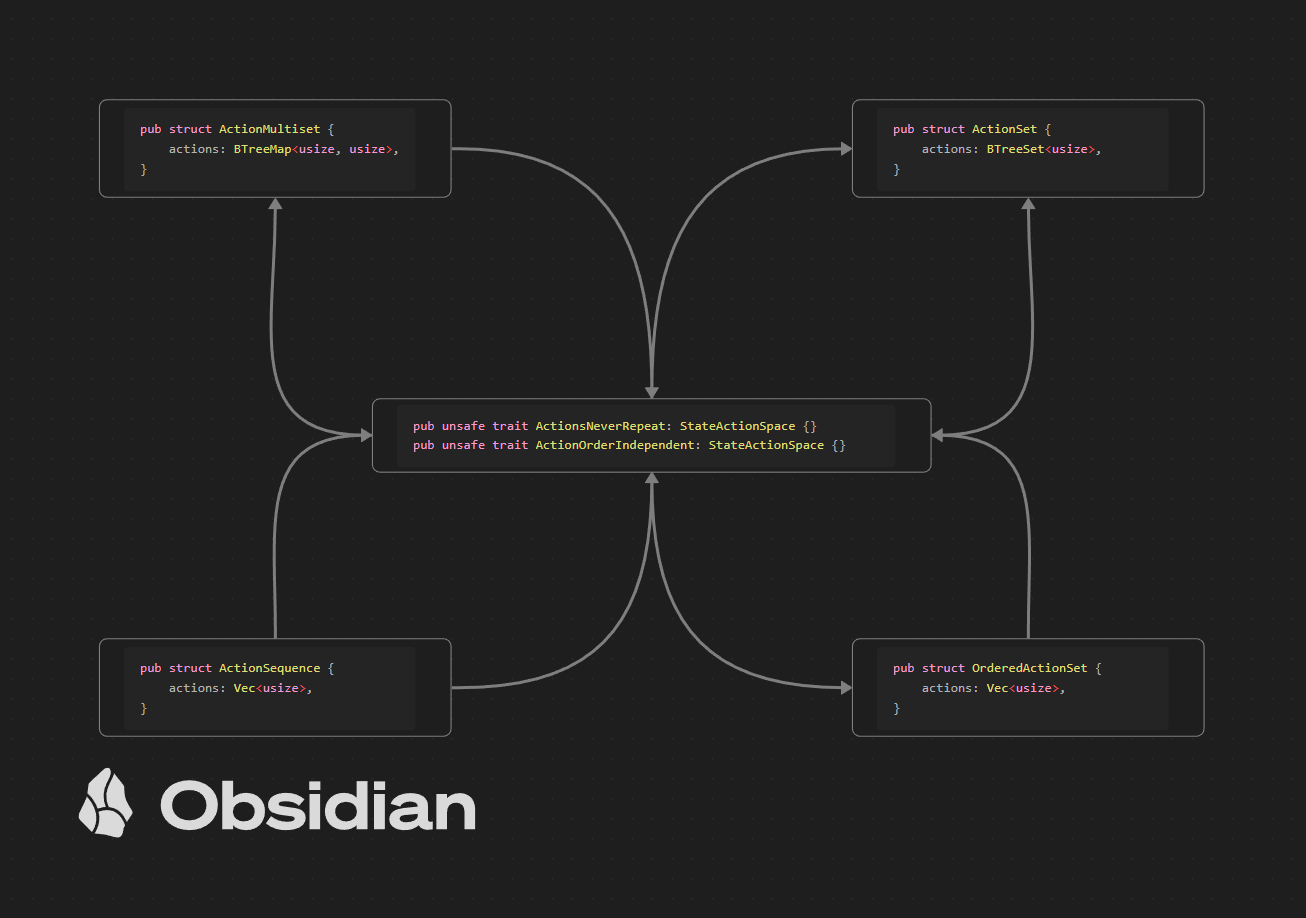 pub struct ActionMultiset {
    actions: BTreeMap<usize, usize>,
}
pub struct ActionSet {
    actions: BTreeSet<usize>,
}
pub unsafe trait ActionsNeverRepeat: StateActionSpace {}
pub unsafe trait ActionOrderIndependent: StateActionSpace {}
pub struct ActionSequence {
    actions: Vec<usize>,
}
pub struct OrderedActionSet {
    actions: Vec<usize>,
}
Obsidian